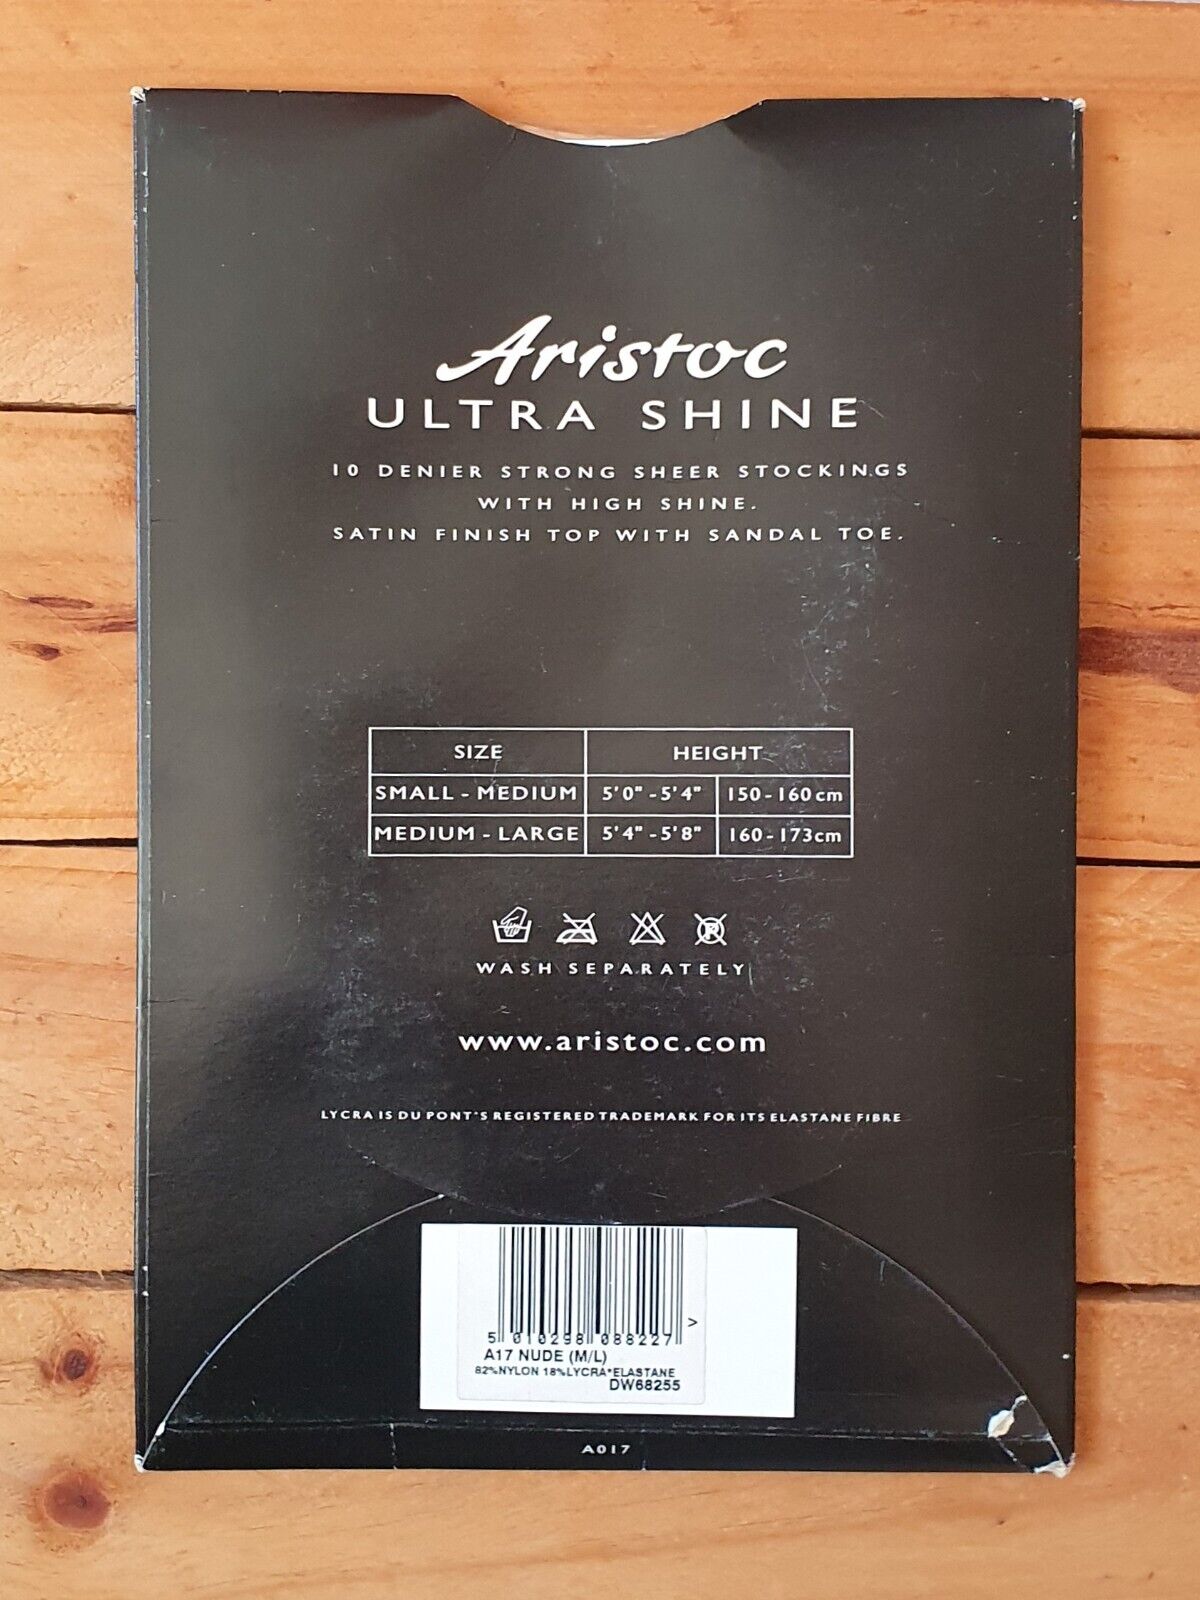 Aristoc
ULTRA SHINE
10 DENIER STRONG SHEER STOCKINGS
WITH HIGH SHINE.
SATIN FINISH TOP WITH SANDAL TOE.
SIZE HEIGHT
SMALL - MEDIUM 5'0" - 5'4" 150 - 160 cm
MEDIUM - LARGE 5'4" - 5'8" 160 - 173cm
R
WASH SEPARATELY
www.aristoc.com
LYCRA IS DU PONT'S REGISTERED TRADEMARK FOR ITS ELASTANE FIBRE
5 010298 088227 >
A17 NUDE (M/L)
82%NYLON 18%LYCRA*ELASTANE
DW68255
A017